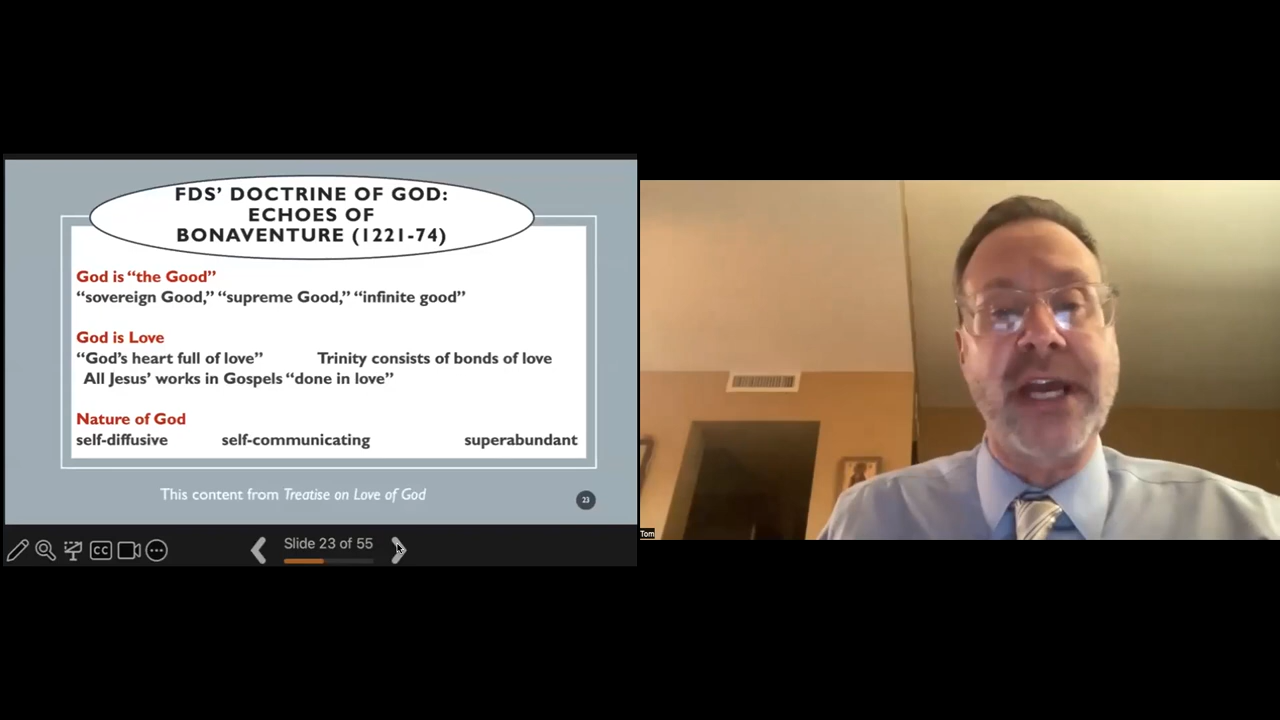 FDS’ DOCTRINE OF GOD:
ECHOES OF
BONAVENTURE (1221-74)
God is “the Good”
“sovereign Good,” “supreme Good,” “infinite good”
God is Love
“God’s heart full of love” Trinity consists of bonds of love
All Jesus’ works in Gospels “done in love”
Nature of God
self-diffusive self-communicating superabundant
This content from Treatise on Love of God
23
CC
Slide 23 of 55
Tom